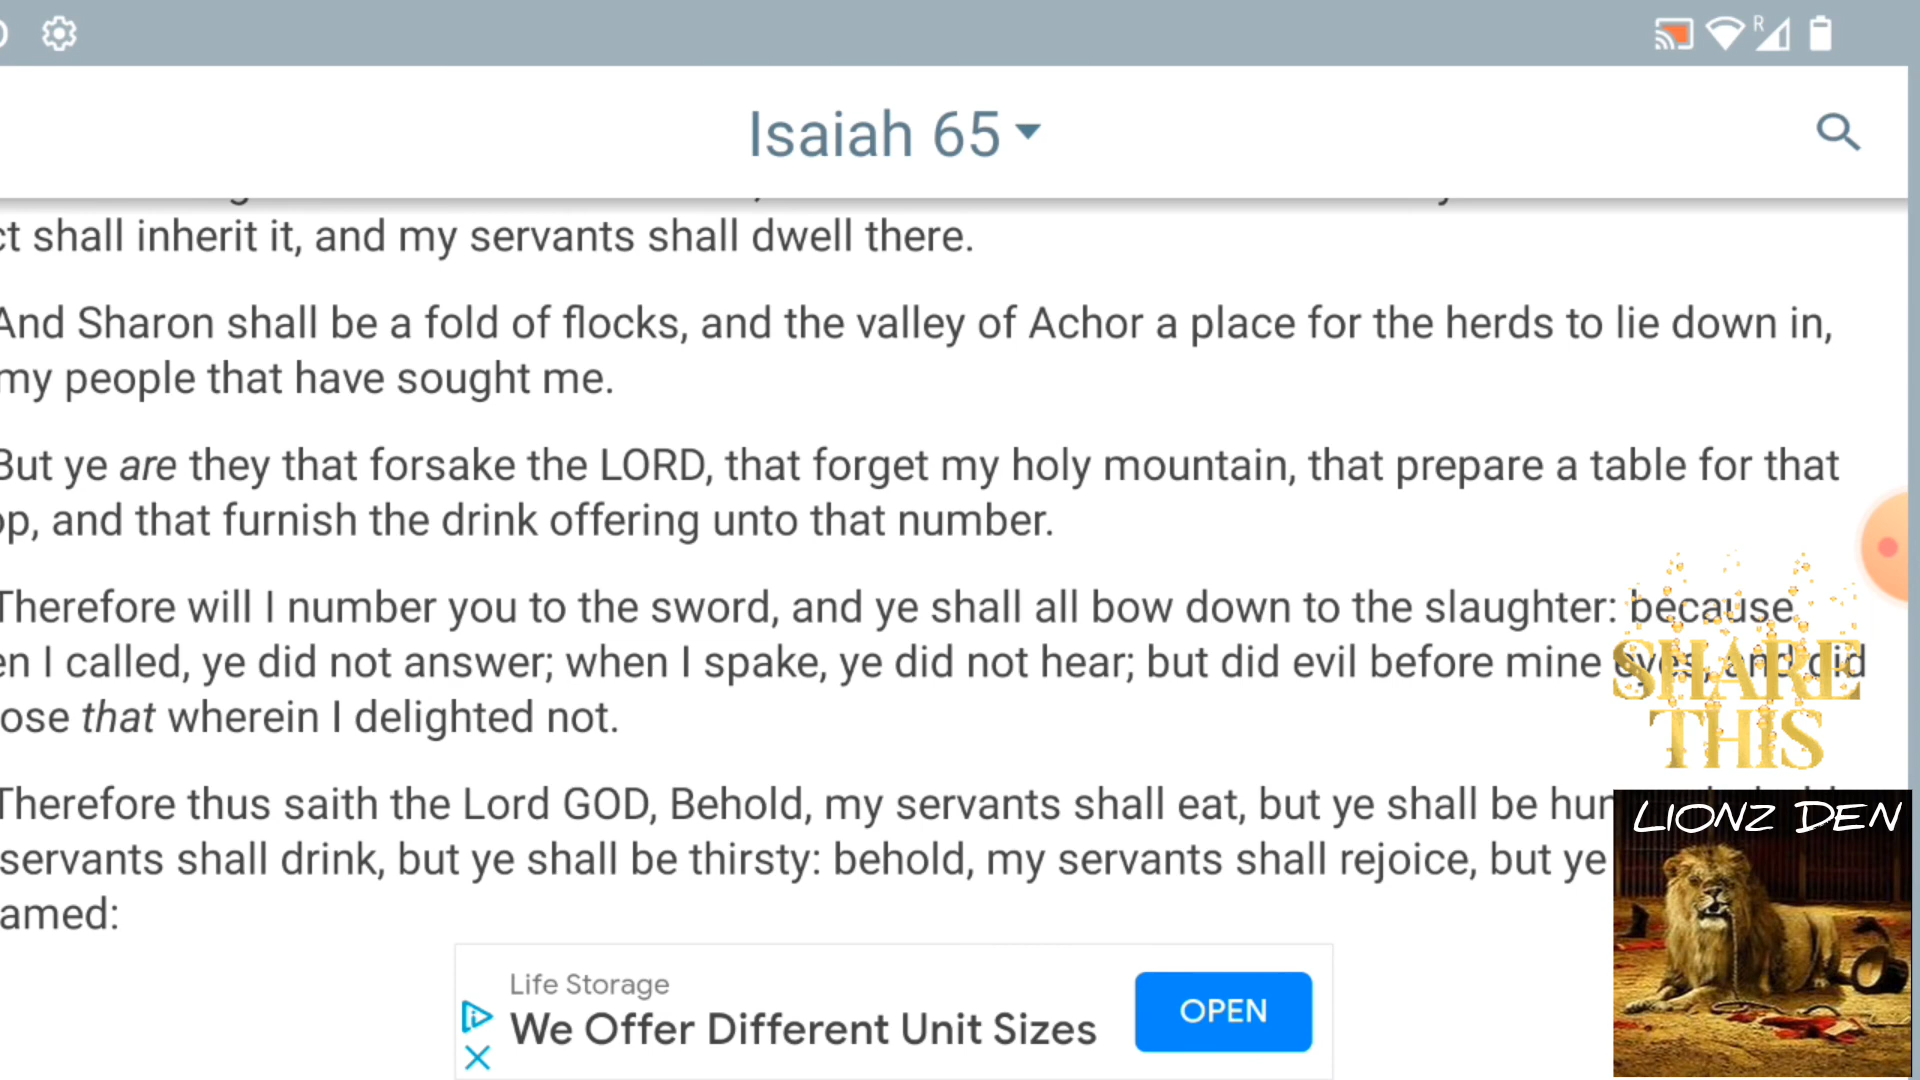 R
Isaiah 65
ct shall inherit it, and my servants shall dwell there.
And Sharon shall be a fold of flocks, and the valley of Achor a place for the herds to lie down in,
my people that have sought me.
But ye are they that forsake the LORD, that forget my holy mountain, that prepare a table for that
op, and that furnish the drink offering unto that number.
Therefore will I number you to the sword, and ye shall all bow down to the slaughter: because
en I called, ye did not answer; when I spake, ye did not hear; but did evil before mine eyes, and did
ose that wherein I delighted not.
SHARE
THIS
Therefore thus saith the Lord GOD, Behold, my servants shall eat, but ye shall be hun
servants shall drink, but ye shall be thirsty: behold, my servants shall rejoice, but ye
amed:
LIONZ DEN
Life Storage
We Offer Different Unit Sizes
OPEN